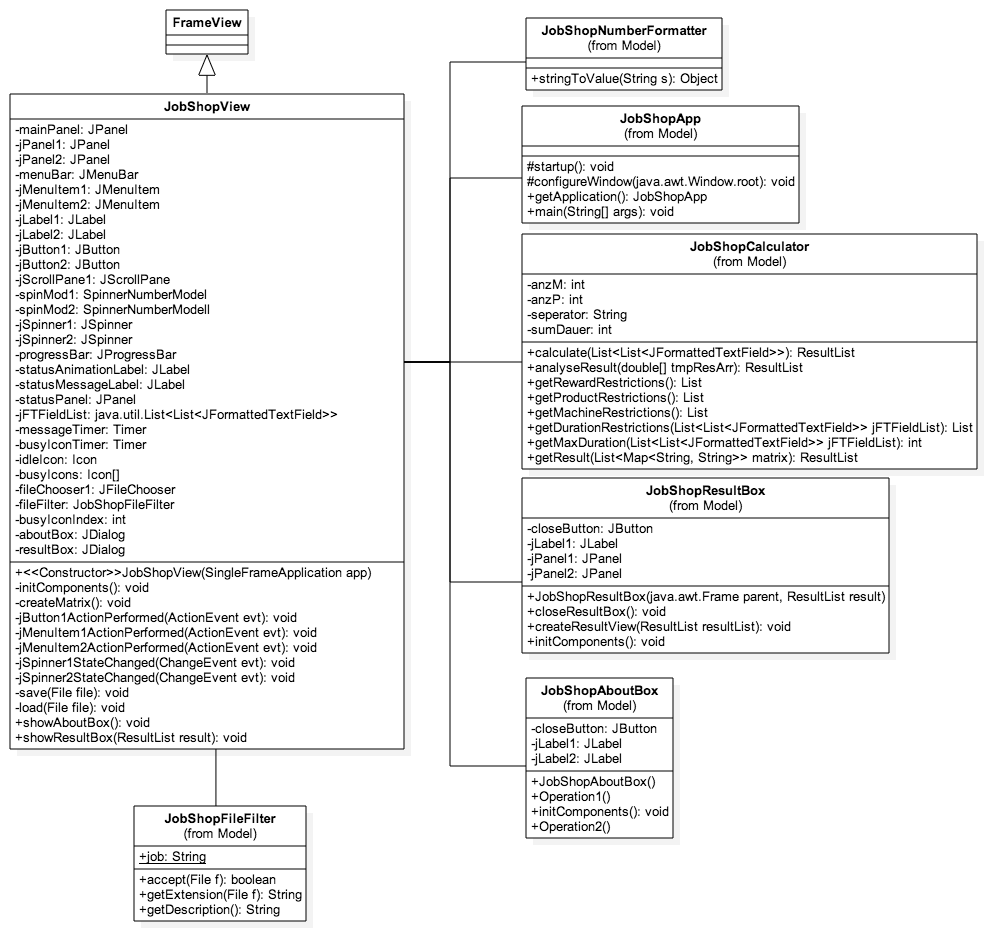 FrameView
JobShopView
-mainPanel: JPanel
-jPanel1: JPanel
-jPanel2: JPanel
-menuBar: JMenuBar
-jMenuItem1: JMenuItem
-jMenuItem2: JMenuItem
-jLabel1: JLabel
-jLabel2: JLabel
-jButton1: JButton
-jButton2: JButton
-jScrollPane1: JScrollPane
-spinMod1: SpinnerNumberModel
-spinMod2: SpinnerNumberModell
-jSpinner1: JSpinner
-jSpinner2: JSpinner
-progressBar: JProgressBar
-statusAnimationLabel: JLabel
-statusMessageLabel: JLabel
-statusPanel: JPanel
-jFTFieldList: java.util.List<List<JFormattedTextField>>
-messageTimer: Timer
-busyIconTimer: Timer
-idleIcon: Icon
-busyIcons: Icon[]
-fileChooser1: JFileChooser
-fileFilter: JobShopFileFilter
-busyIconIndex: int
-aboutBox: JDialog
-resultBox: JDialog
+<<Constructor>>JobShopView(SingleFrameApplication app)
-initComponents(): void
-createMatrix(): void
-jButton1ActionPerformed(ActionEvent evt): void
-jMenuItem1ActionPerformed(ActionEvent evt): void
-jMenuItem2ActionPerformed(ActionEvent evt): void
-jSpinner1StateChanged(ChangeEvent evt): void
-jSpinner2StateChanged(ChangeEvent evt): void
-save(File file): void
-load(File file): void
+showAboutBox(): void
+showResultBox(ResultList result): void
JobShopFileFilter
(from Model)
+job: String
+accept(File f): boolean
+getExtension(File f): String
+getDescription(): String
JobShopNumberFormatter
(from Model)
+stringToValue(String s): Object
JobShopApp
(from Model)
#startup(): void
#configureWindow(java.awt.Window.root): void
+getApplication(): JobShopApp
+main(String[] args): void
JobShopCalculator
(from Model)
-anzM: int
-anzP: int
-seperator: String
-sumDauer: int
+calculate(List<List<JFormattedTextField>>): ResultList
+analyseResult(double[] tmpResArr): ResultList
+getRewardRestrictions(): List
+getProductRestrictions(): List
+getMachineRestrictions(): List
+getDurationRestrictions(List<List<JFormattedTextField>> jFTFieldList): List
+getMaxDuration(List<List<JFormattedTextField>> jFTFieldList): int
+getResult(List<Map<String, String>> matrix): ResultList
JobShopResultBox
(from Model)
-closeButton: JButton
-jLabel1: JLabel
-jPanel1: JPanel
-jPanel2: JPanel
+JobShopResultBox(java.awt.Frame parent, ResultList result)
+closeResultBox(): void
+createResultView(ResultList resultList): void
+initComponents(): void
JobShopAboutBox
(from Model)
-closeButton: JButton
-jLabel1: JLabel
-jLabel2: JLabel
+JobShopAboutBox()
+Operation1()
+initComponents(): void
+Operation2()